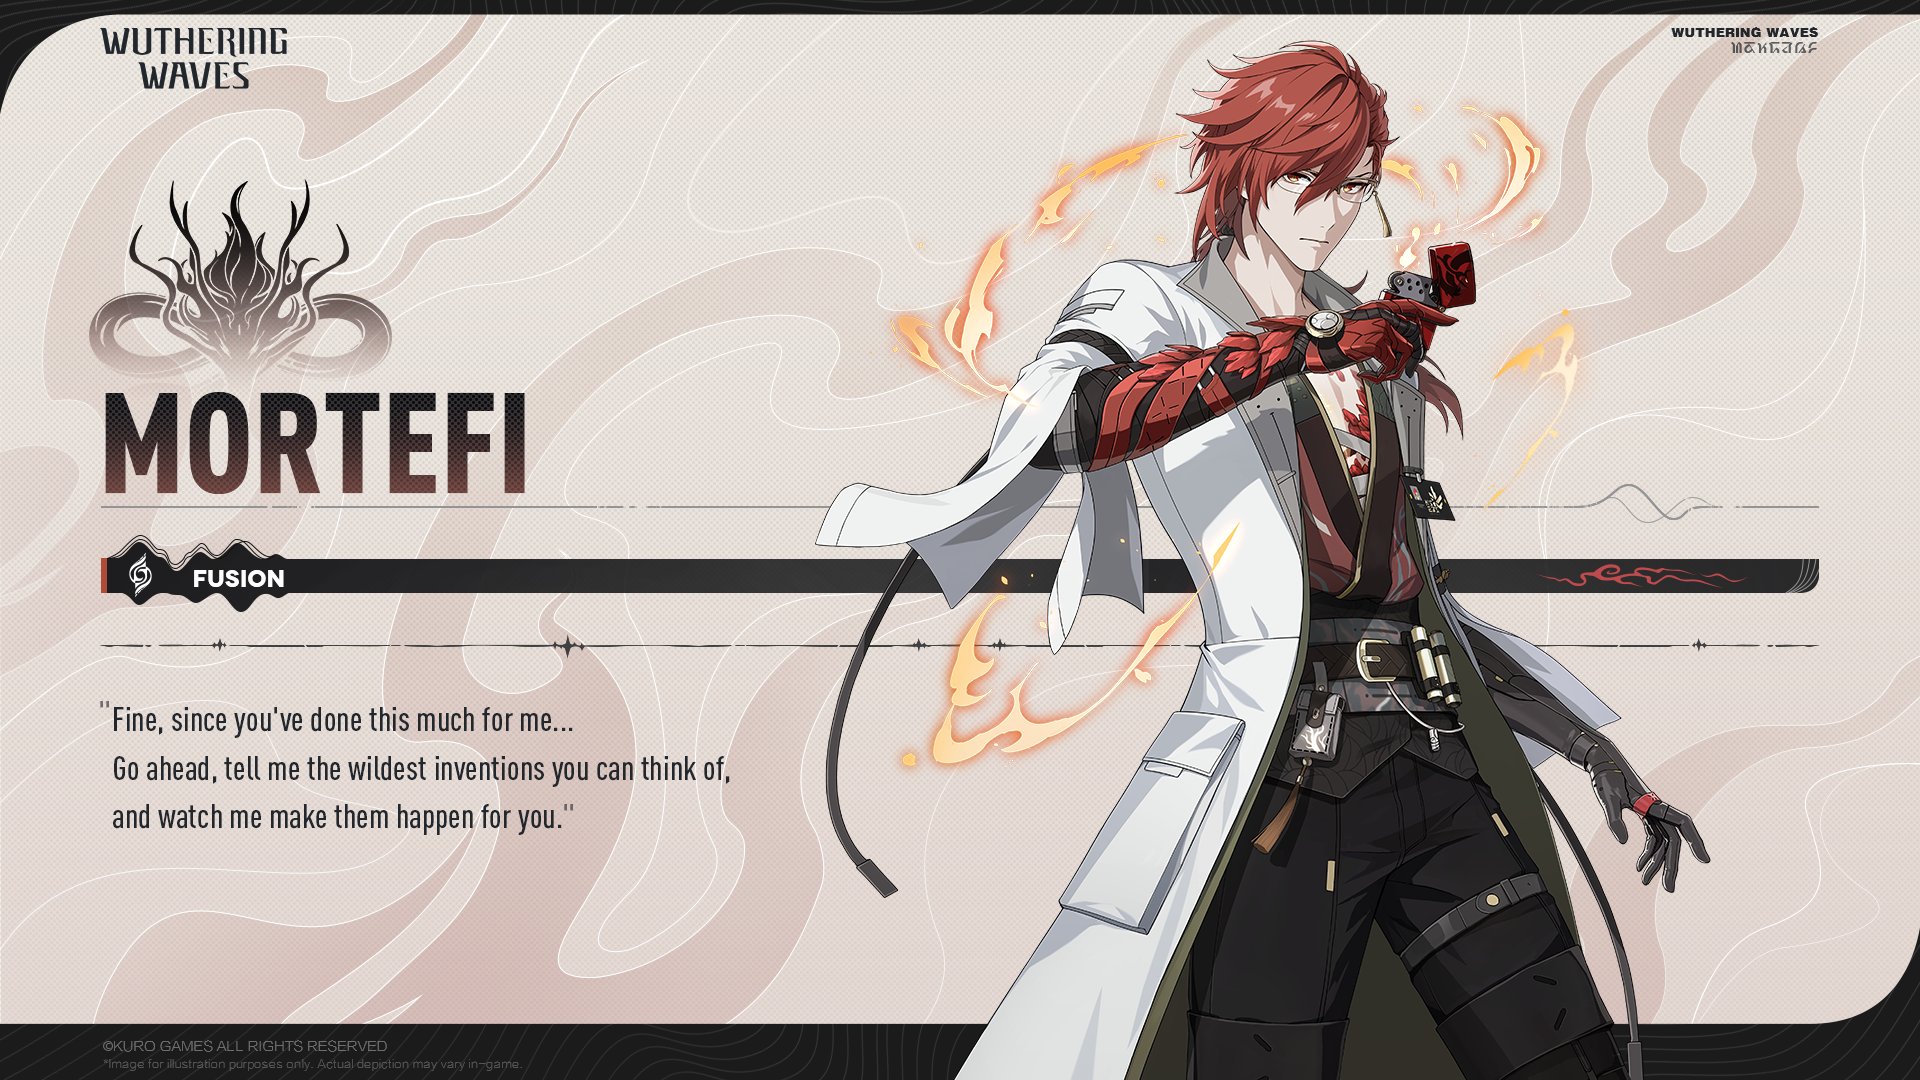 WUTHERING
WAVES
WUTHERING WAVES
MORTEFI
FUSION
"Fine, since you've done this much for me...
Go ahead, tell me the wildest inventions you can think of,
and watch me make them happen for you."
©KURO GAMES ALL RIGHTS RESERVED
*Image for illustration purposes only. Actual depiction may vary in-game.